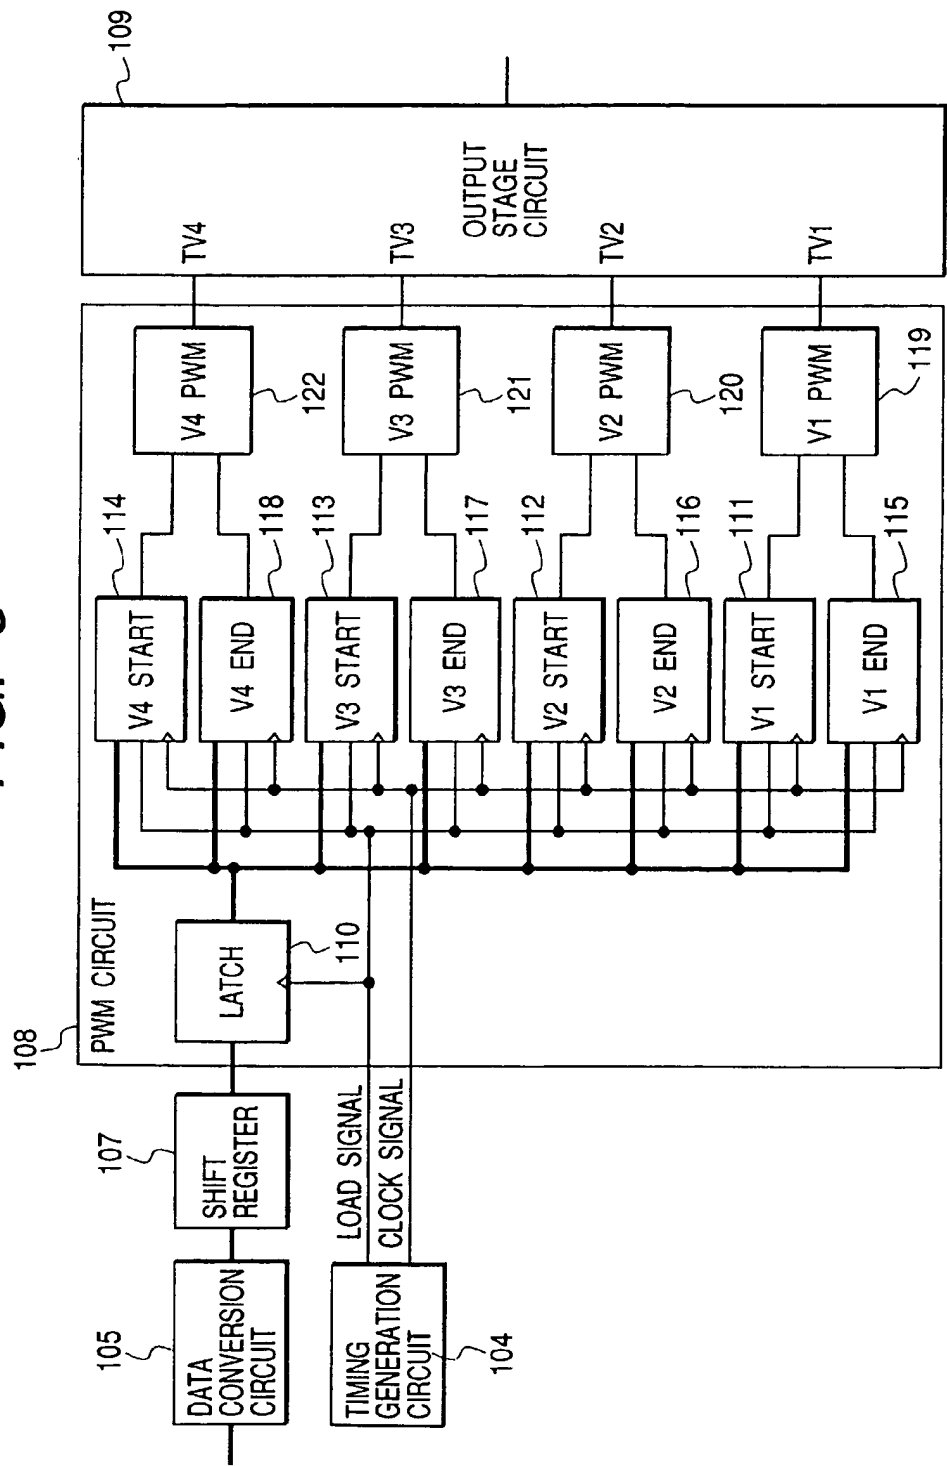 109
OUTPUT
STAGE
CIRCUIT
TV4
TV3
TV2
TV1
108
PWM CIRCUIT
V4 PWM
122
V3 PWM
121
V2 PWM
120
V1 PWM
119
V4 START
114
V4 END
118
V3 START
113
V3 END
117
V2 START
112
V2 END
116
V1 START
111
V1 END
115
LATCH
110
107
SHIFT
REGISTER
LOAD SIGNAL
CLOCK SIGNAL
105
DATA
CONVERSION
CIRCUIT
TIMING
GENERATION
CIRCUIT
104